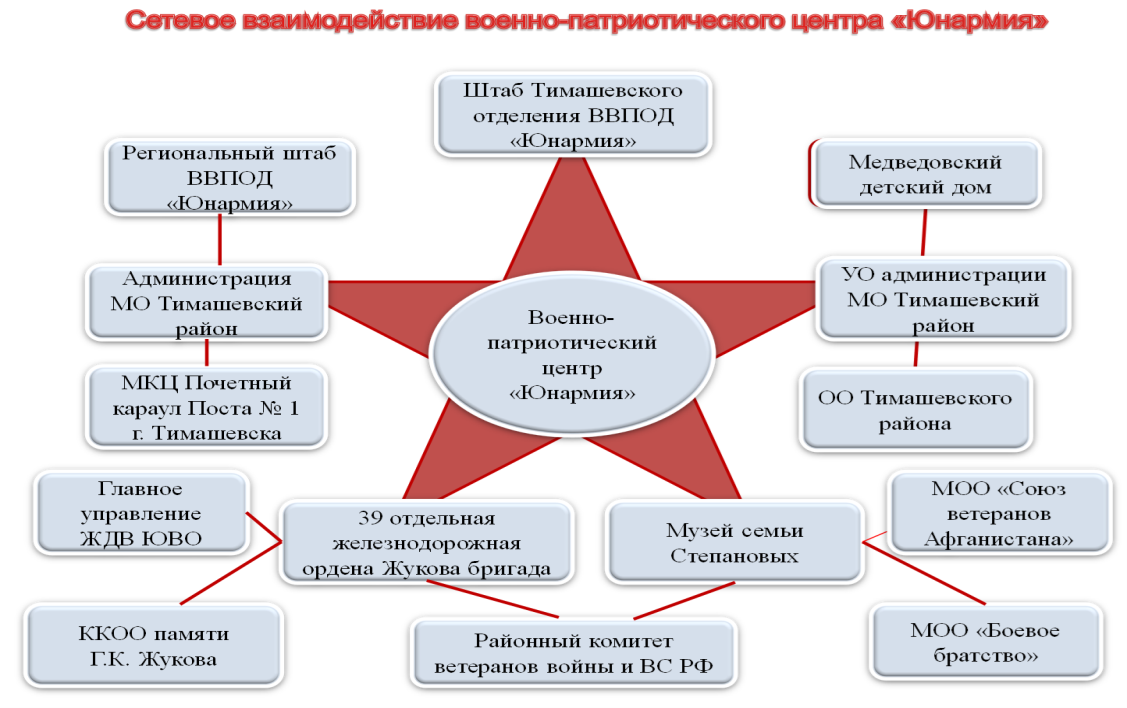 Сетевое взаимодействие военно-патриотического центра «Юнармия»
Штаб Тимашевского
отделения ВВПОД
«Юнармия»
Региональный штаб
ВВПОД
«Юнармия»
Медведовский
детский дом
Администрация
МО Тимашевский
район
УО администрации
МО Тимашевский
район
Военно-
патриотический
центр
«Юнармия»
МКЦ Почетный
караул Поста № 1
г. Тимашевска
ОО Тимашевского
района
Главное
управление
ЖДВ ЮВО
39 отдельная
железнодорожная
ордена Жукова бригада
Музей семьи
Степановых
МОО «Союз
ветеранов
Афганистана»
ККОО памяти
Г.К. Жукова
Районный комитет
ветеранов войны и ВС РФ
МОО «Боевое
братство»